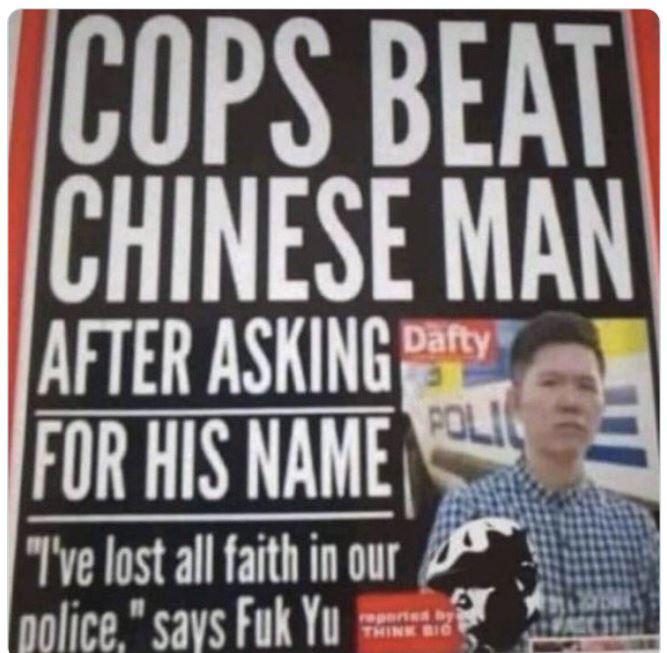 COPS BEAT
CHINESE MAN
AFTER ASKING
FOR HIS NAME
"I've lost all faith in our
police," says Fuk Yu
Dafty
POLI
reported by
THINK BIG